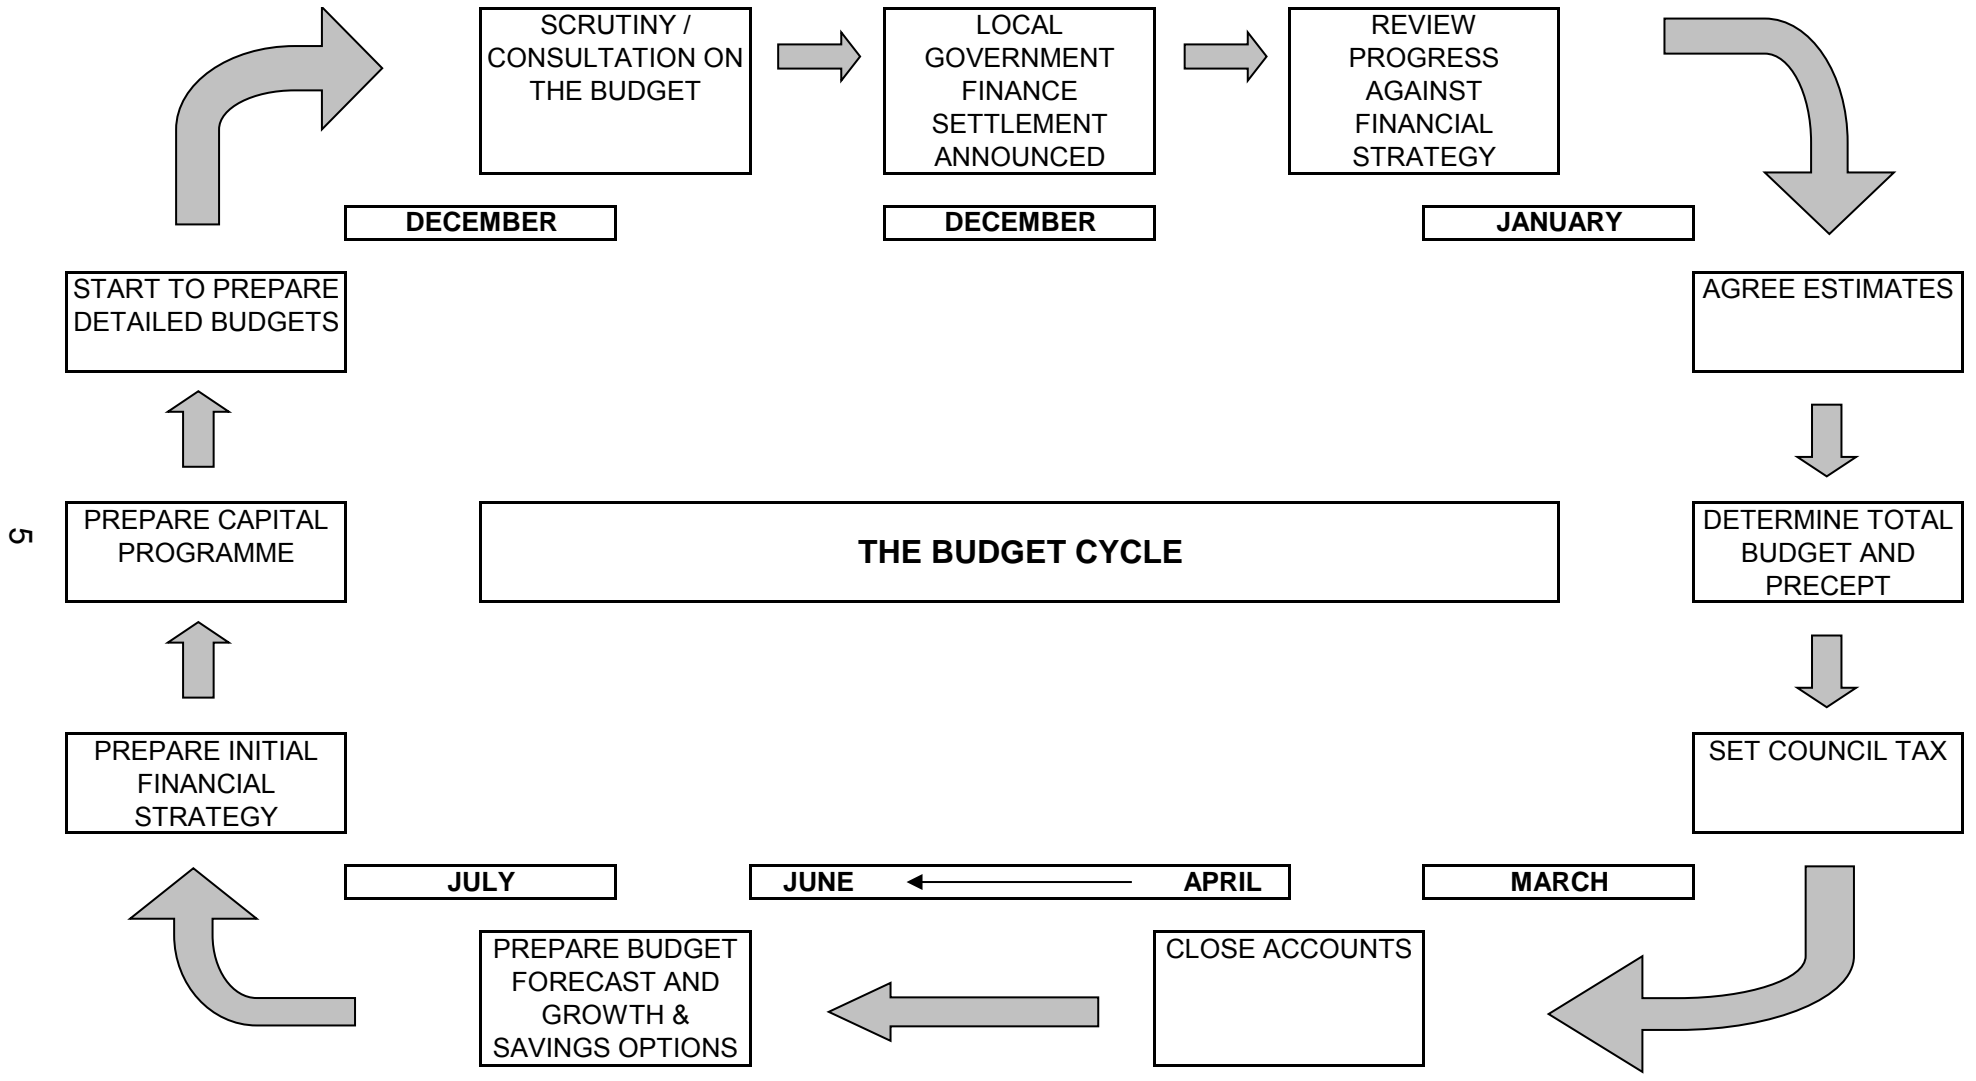 SCRUTINY /
CONSULTATION ON
THE BUDGET
LOCAL
GOVERNMENT
FINANCE
SETTLEMENT
ANNOUNCED
REVIEW
PROGRESS
AGAINST
FINANCIAL
STRATEGY
DECEMBER
DECEMBER
JANUARY
START TO PREPARE
DETAILED BUDGETS
AGREE ESTIMATES
PREPARE CAPITAL
PROGRAMME
THE BUDGET CYCLE
DETERMINE TOTAL
BUDGET AND
PRECEPT
5
PREPARE INITIAL
FINANCIAL
STRATEGY
SET COUNCIL TAX
JULY
JUNE APRIL
MARCH
PREPARE BUDGET
FORECAST AND
GROWTH &
SAVINGS OPTIONS
CLOSE ACCOUNTS